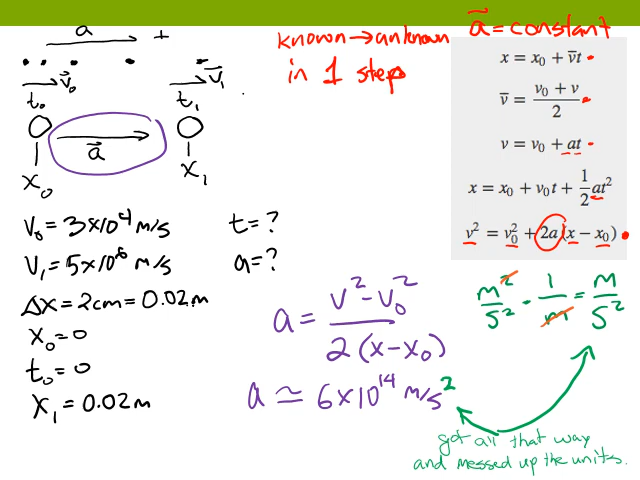 a +
known → unknown
in 1 step
a⃗ = constant
v⃗₀ v⃗₁
t₀ t₁
a⃗
x₀ x₁
x = x₀ + v̅t
v̅ = (v₀ + v)/2
v = v₀ + at
x = x₀ + v₀t + 1/2 at²
v² = v₀² + 2a(x − x₀)
v₀ = 3×10⁴ m/s t = ?
v₁ = 5×10⁶ m/s a = ?
Δx = 2cm = 0.02m
x₀ = 0
t₀ = 0
x₁ = 0.02m
a = (v² − v₀²)/(2(x − x₀))
a ≃ 6×10¹⁴ m/s²
m²/s² · 1/m = m/s²
got all that way
and messed up the units.